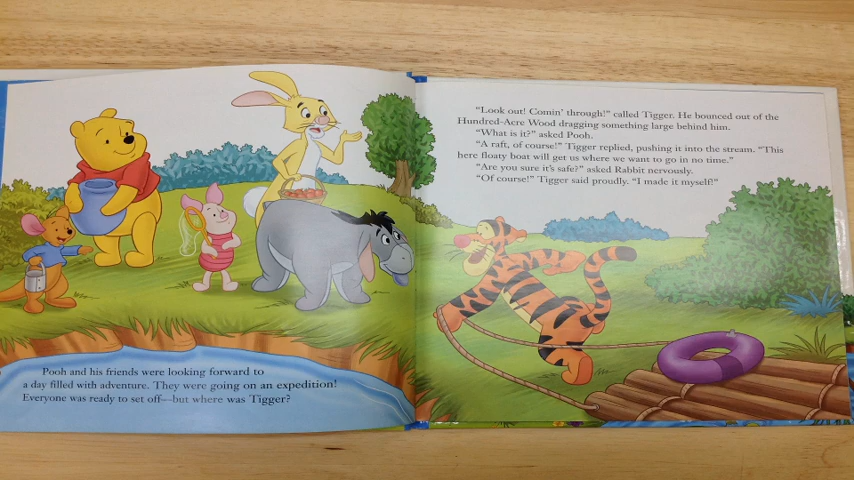 Pooh and his friends were looking forward to
a day filled with adventure. They were going on an expedition!
Everyone was ready to set off—but where was Tigger?
"Look out! Comin' through!" called Tigger. He bounced out of the
Hundred-Acre Wood dragging something large behind him.
"What is it?" asked Pooh.
"A raft, of course!" Tigger replied, pushing it into the stream. "This
here floaty boat will get us where we want to go in no time."
"Are you sure it's safe?" asked Rabbit nervously.
"Of course!" Tigger said proudly. "I made it myself!"